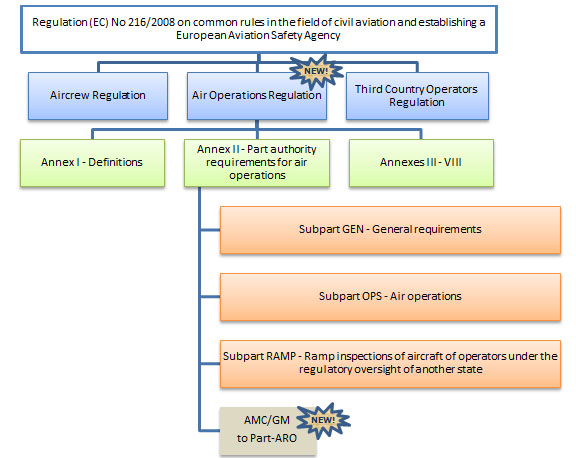 Regulation (EC) No 216/2008 on common rules in the field of civil aviation and establishing a
European Aviation Safety Agency
NEW!
Aircrew Regulation
Air Operations Regulation
Third Country Operators
Regulation
Annex I - Definitions
Annex II - Part authority
requirements for air
operations
Annexes III - VIII
Subpart GEN - General requirements
Subpart OPS - Air operations
Subpart RAMP - Ramp inspections of aircraft of operators under the
regulatory oversight of another state
AMC/GM
to Part-ARO
NEW!